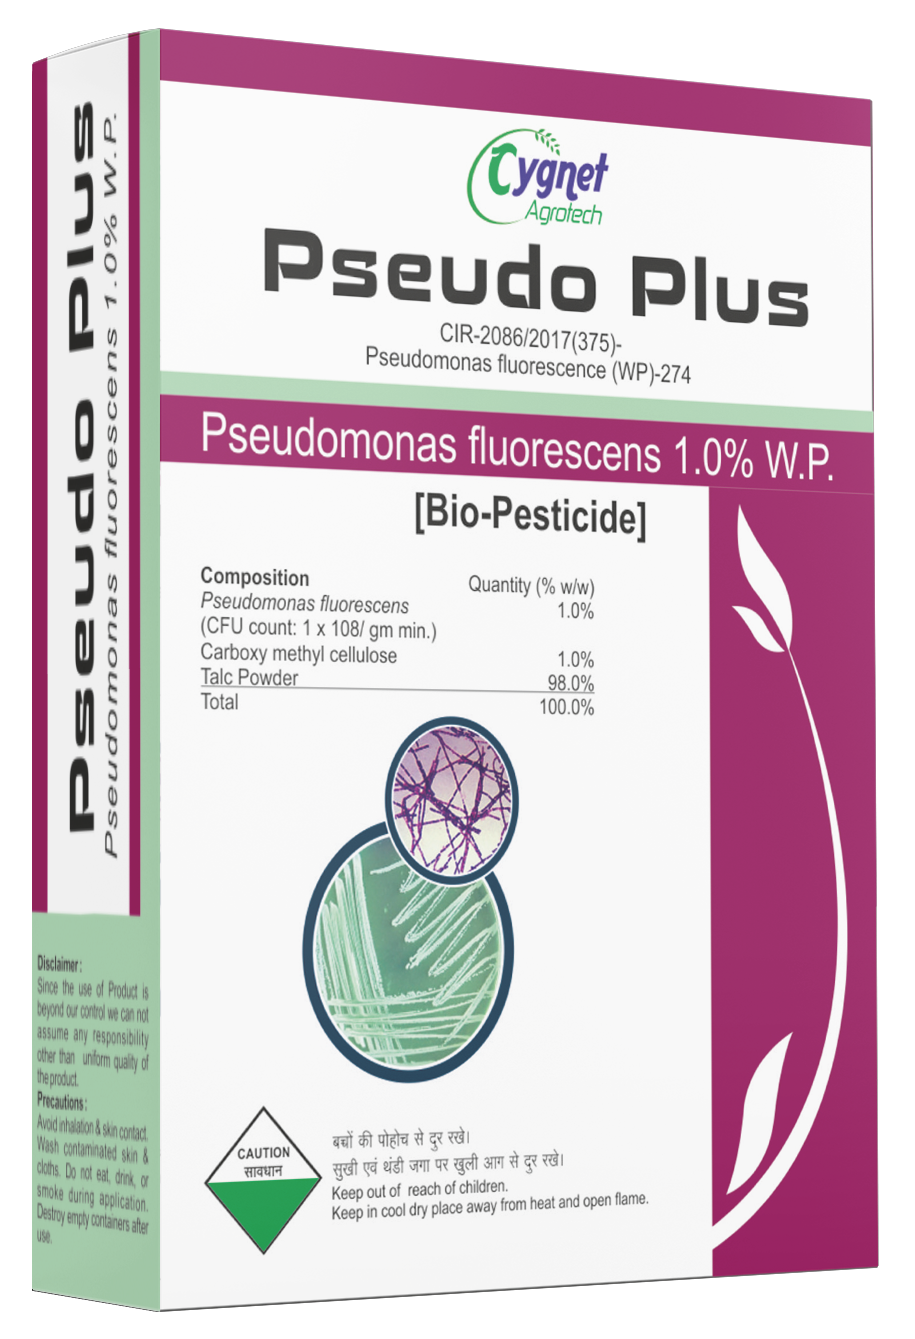 Pseudo Plus
Pseudomonas fluorescens 1.0% W.P.
Disclaimer:
Since the use of Product is
beyond our control we can not
assume any responsibility
other than uniform quality of
the product.
Precautions:
Avoid inhalation & skin contact.
Wash contaminated skin &
cloths. Do not eat, drink, or
smoke during application.
Destroy empty containers after
use.
Cygnet
Agrotech
Pseudo Plus
CIR-2086/2017(375)-
Pseudomonas fluorescence (WP)-274
Pseudomonas fluorescens 1.0% W.P.
[Bio-Pesticide]
Composition Quantity (% w/w)
Pseudomonas fluorescens 1.0%
(CFU count: 1 x 108/ gm min.)
Carboxy methyl cellulose 1.0%
Talc Powder 98.0%
Total 100.0%
CAUTION
सावधान
बचों की पोहोच से दुर रखे।
सुखी एवं थंडी जगा पर खुली आग से दुर रखे।
Keep out of reach of children.
Keep in cool dry place away from heat and open flame.